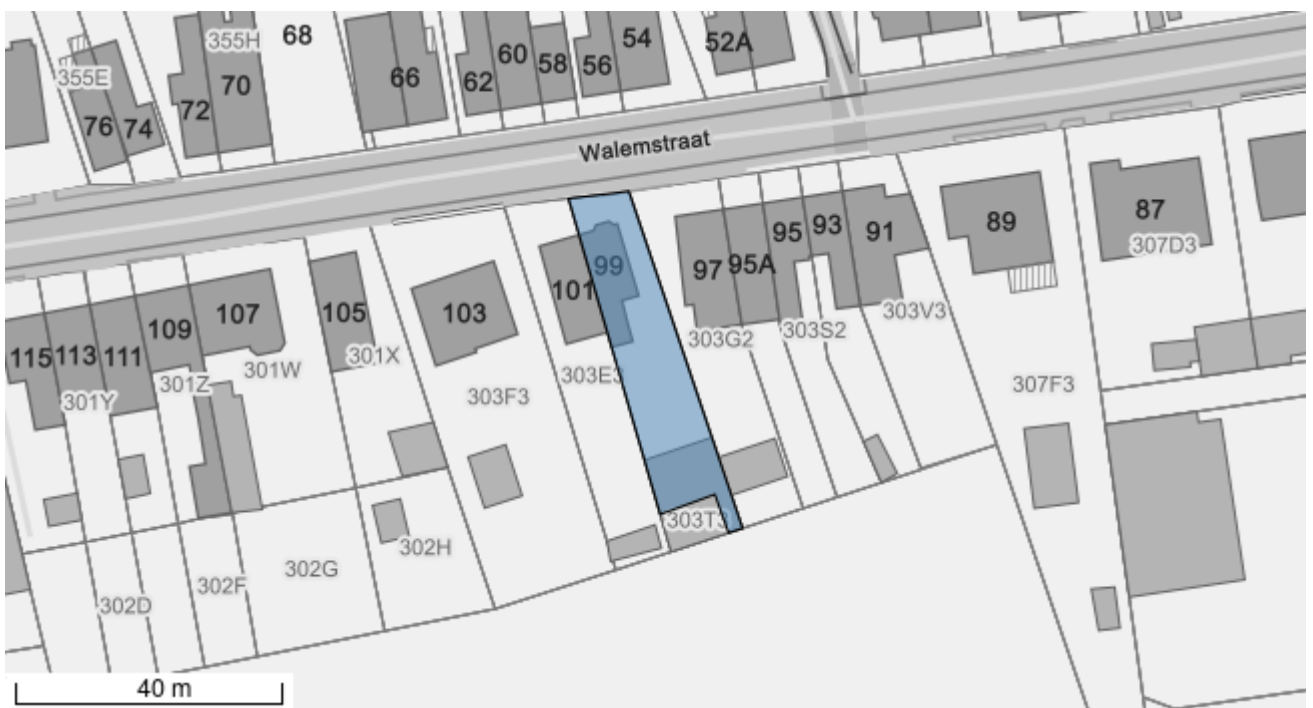 68
355H
54
52A
60
66
58
56
62
355E
70
72
76
74
Walemstraat
87
307D3
99
93
95
91
89
97
95A
101
107
103
105
109
303V3
303S2
303G2
115
113
111
301X
301W
301Z
301Y
303E3
303F3
307F3
303T3
302H
302G
302F
302D
40 m